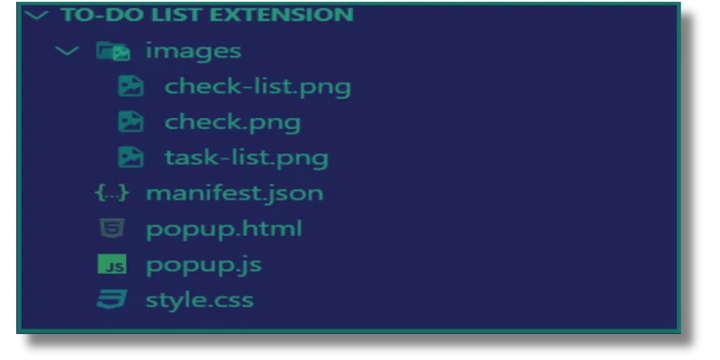 TO-DO LIST EXTENSION
images
check-list.png
check.png
task-list.png
{...} manifest.json
5 popup.html
JS popup.js
style.css